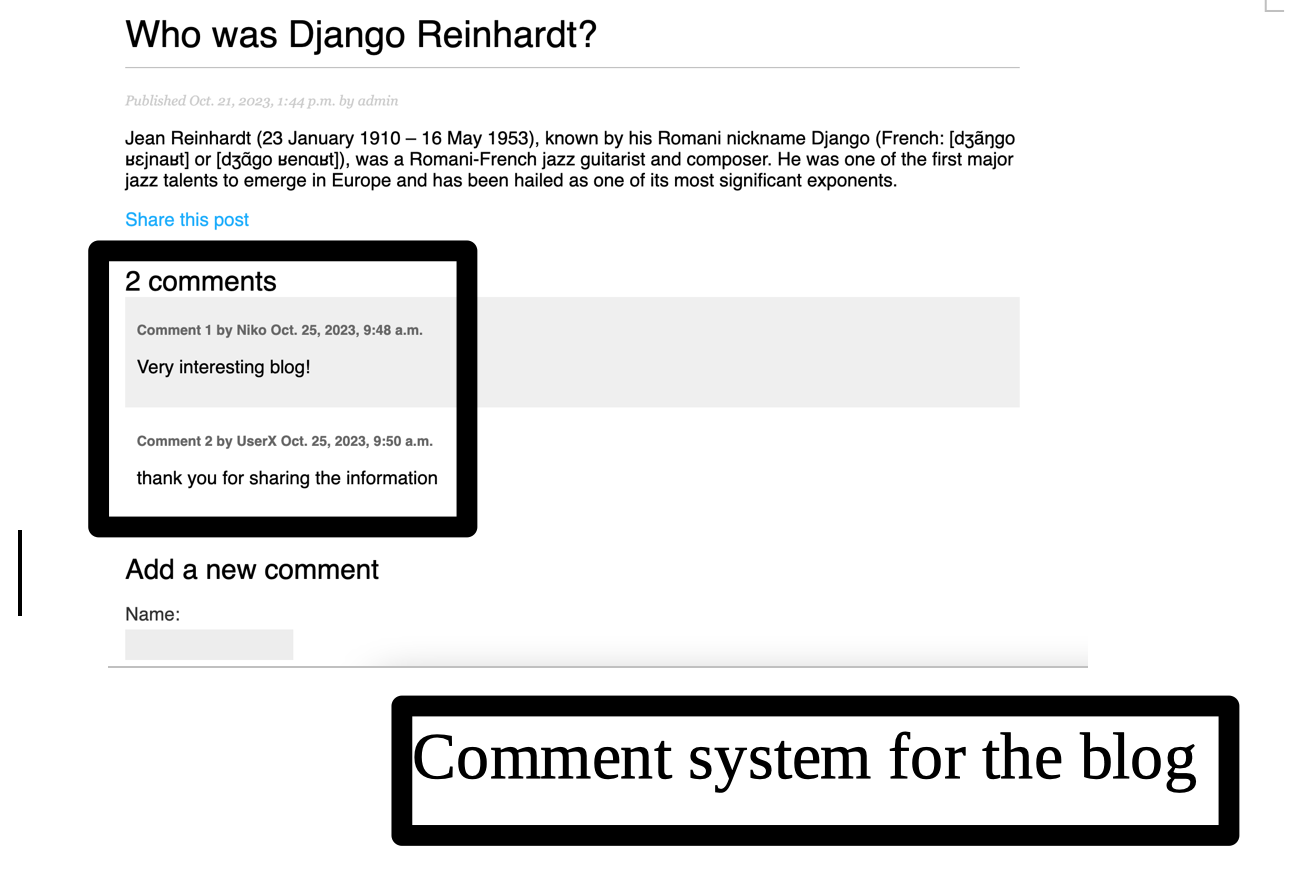 Who was Django Reinhardt?
Published Oct. 21, 2023, 1:44 p.m. by admin
Jean Reinhardt (23 January 1910 – 16 May 1953), known by his Romani nickname Django (French: [dʒãŋɡo
ʁɛjnaʁt] or [dʒɑ̃ɡo ʁenɑʁt]), was a Romani-French jazz guitarist and composer. He was one of the first major
jazz talents to emerge in Europe and has been hailed as one of its most significant exponents.
Share this post
2 comments
Comment 1 by Niko Oct. 25, 2023, 9:48 a.m.
Very interesting blog!
Comment 2 by UserX Oct. 25, 2023, 9:50 a.m.
thank you for sharing the information
Add a new comment
Name:
Comment system for the blog